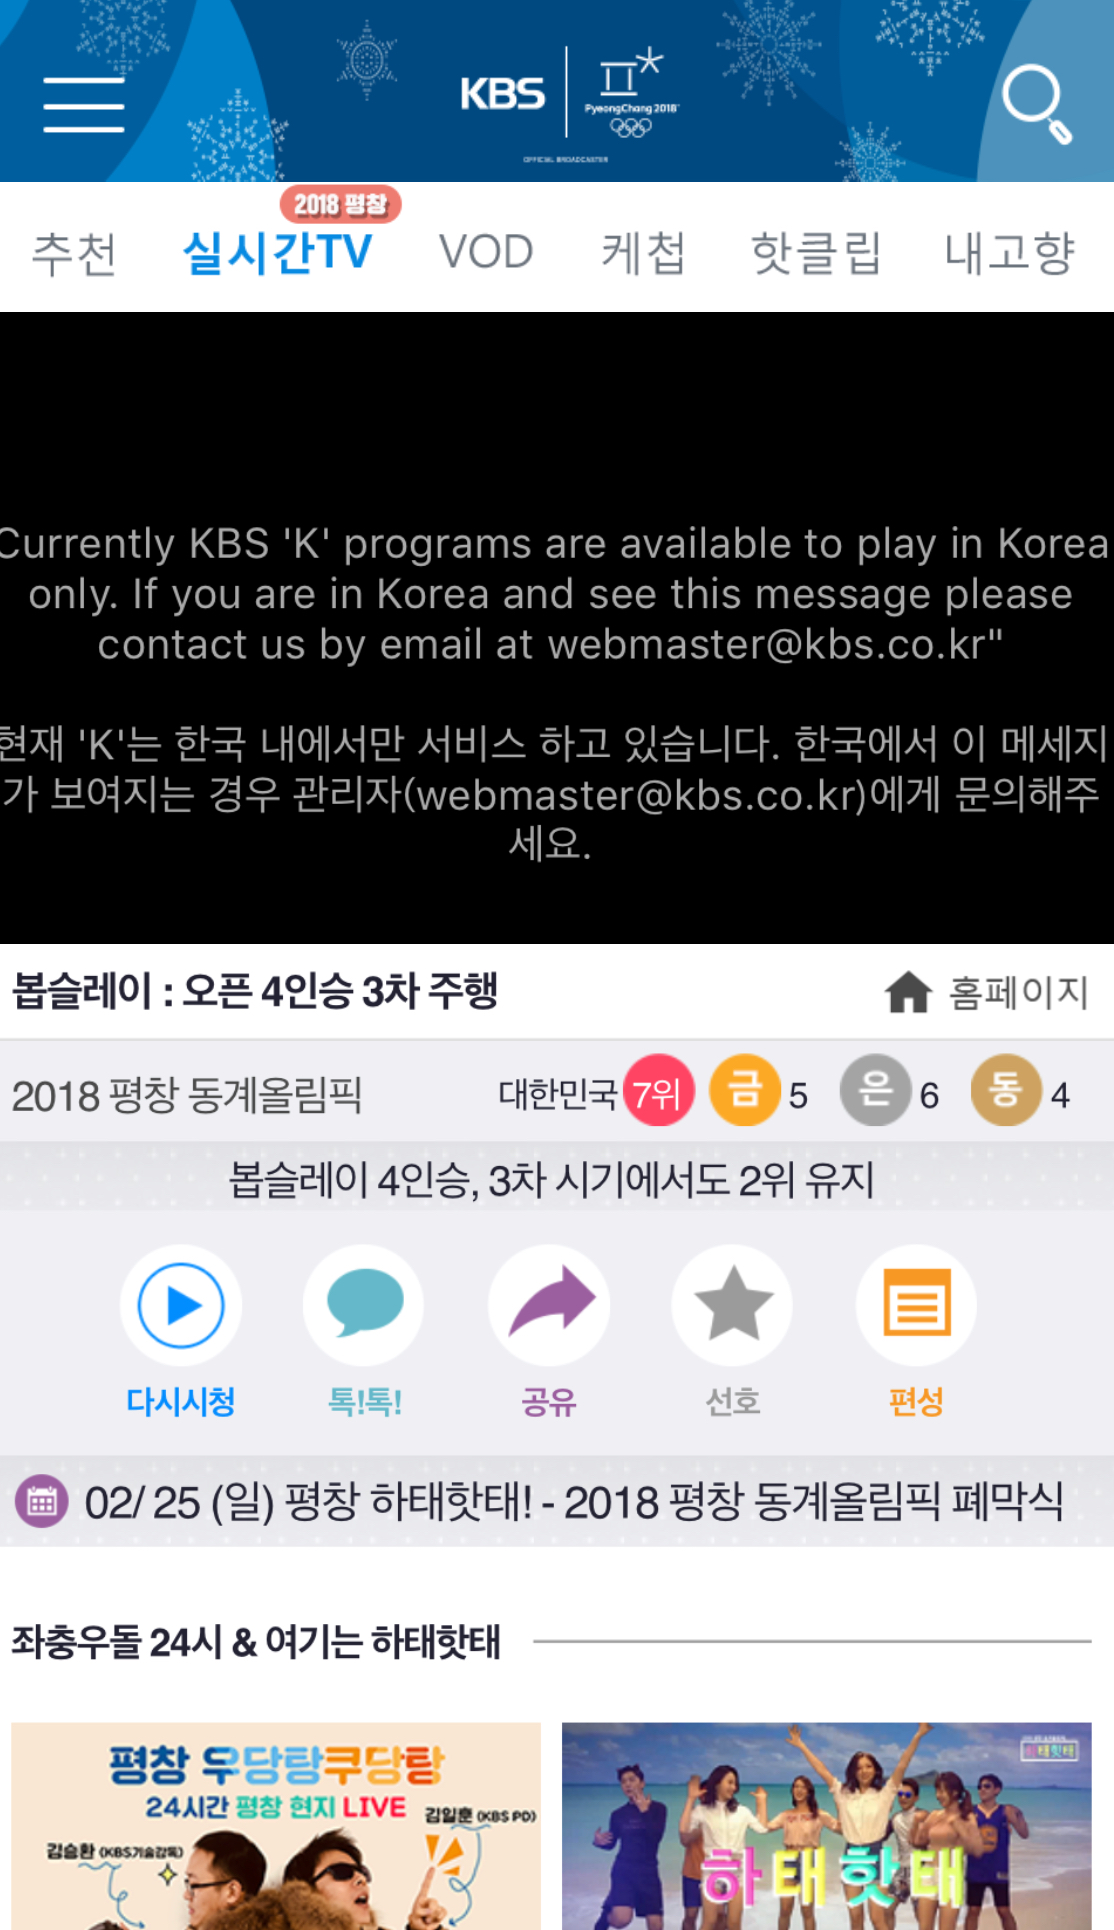 KBS
PyeongChang 2018
OFFICIAL BROADCASTER
2018 평창
추천 실시간TV VOD 케첩 핫클립 내고향
Currently KBS 'K' programs are available to play in Korea
only. If you are in Korea and see this message please
contact us by email at webmaster@kbs.co.kr"
현재 'K'는 한국 내에서만 서비스 하고 있습니다. 한국에서 이 메세지
가 보여지는 경우 관리자(webmaster@kbs.co.kr)에게 문의해주
세요.
봅슬레이 : 오픈 4인승 3차 주행 홈페이지
2018 평창 동계올림픽 대한민국 7위 금 5 은 6 동 4
봅슬레이 4인승, 3차 시기에서도 2위 유지
다시시청 톡!톡! 공유 선호 편성
02/ 25 (일) 평창 하태핫태! - 2018 평창 동계올림픽 폐막식
좌충우돌 24시 & 여기는 하태핫태
평창 우당탕쿠당탕
24시간 평창 현지 LIVE
김일훈 (KBS PD)
김승환 (KBS기술감독)
하태핫태
하태핫태